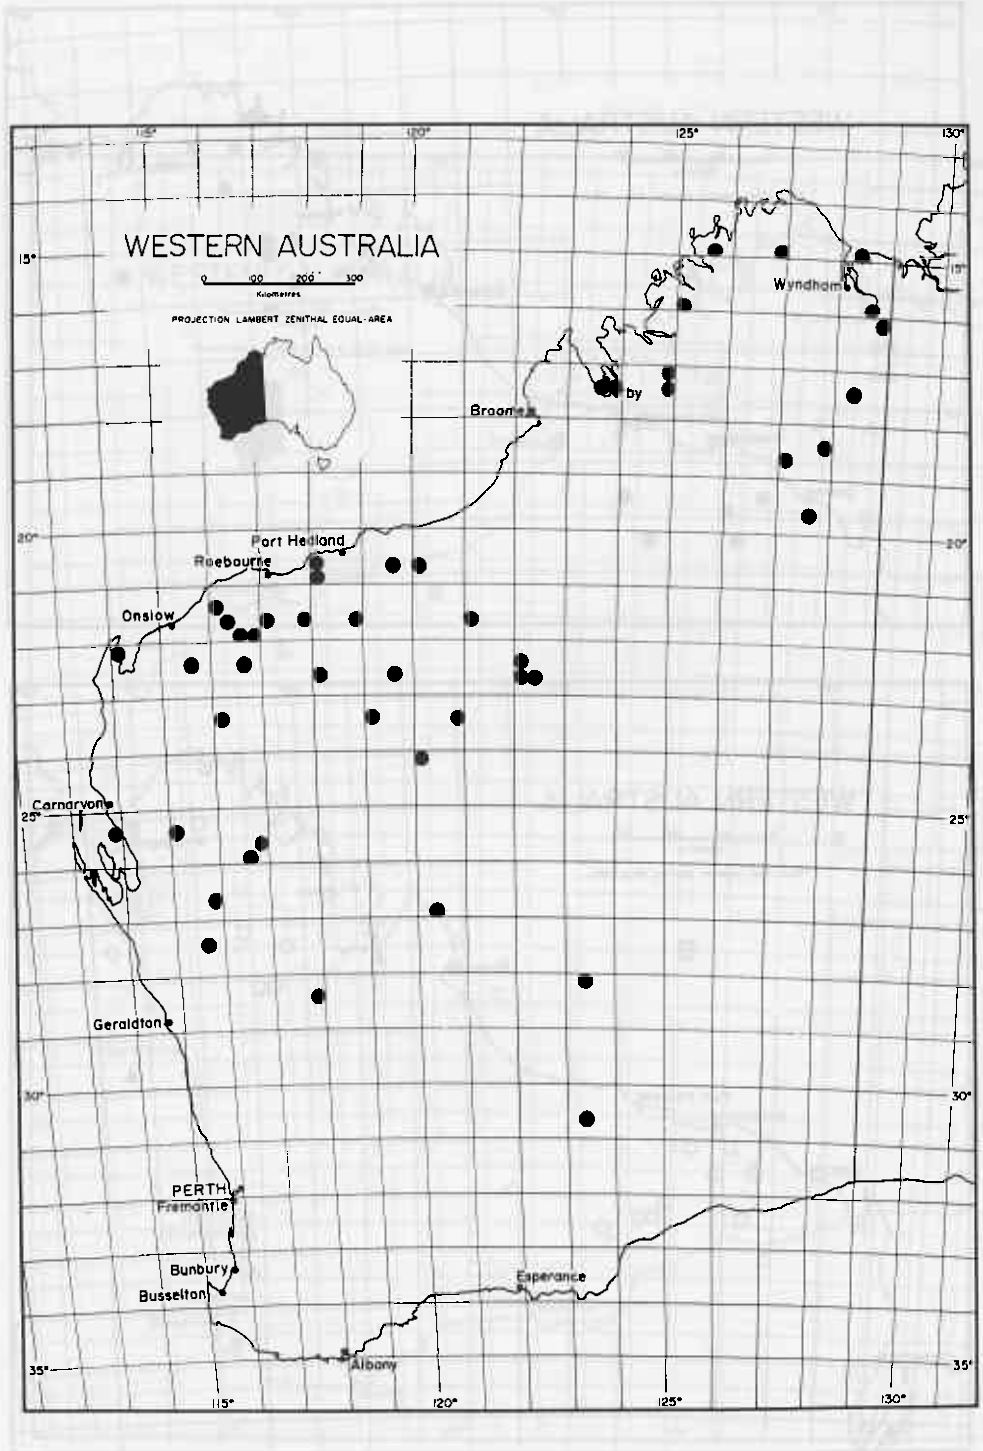 115° 120° 125° 130°
WESTERN AUSTRALIA
15° 15°
0 100 200 300
Kilometres
Wyndham
PROJECTION LAMBERT ZENITHAL EQUAL-AREA
by
Broome
20° 20°
Port Hedland
Roebourne
Onslow
Carnarvon
25° 25°
Geraldton
30° 30°
PERTH
Fremantle
Bunbury
Busselton
Esperance
Albany
35° 35°
115° 120° 125° 130°